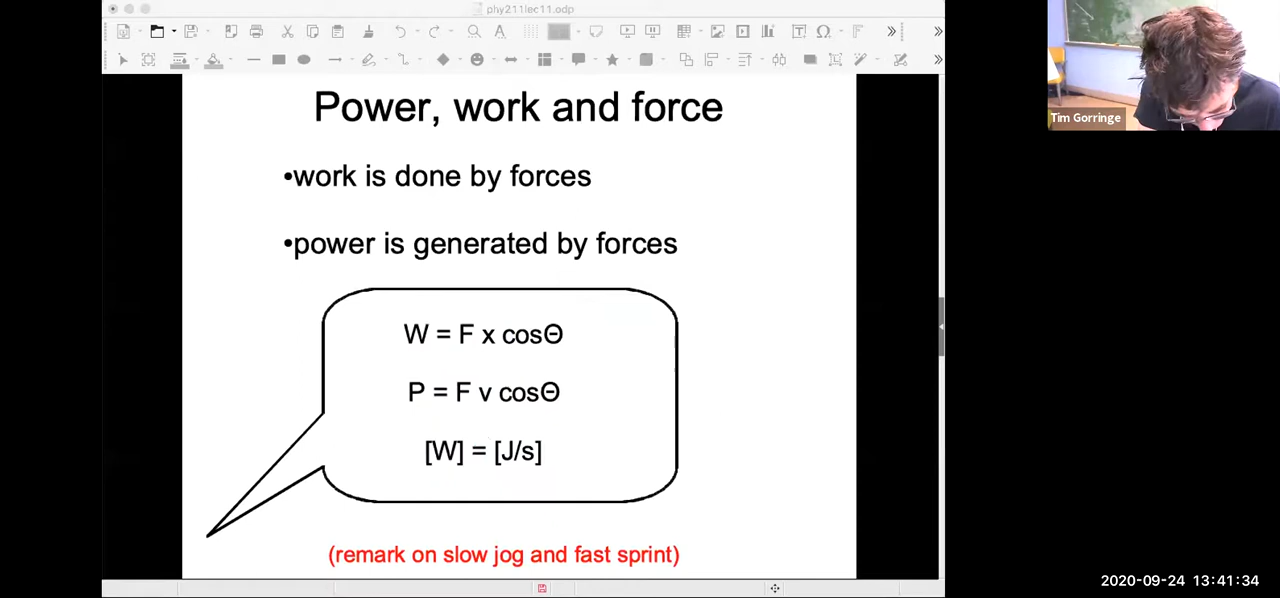 phy211lec11.odp
Power, work and force
•work is done by forces
•power is generated by forces
W = F x cosΘ
P = F v cosΘ
[W] = [J/s]
(remark on slow jog and fast sprint)
Tim Gorringe
2020-09-24 13:41:34